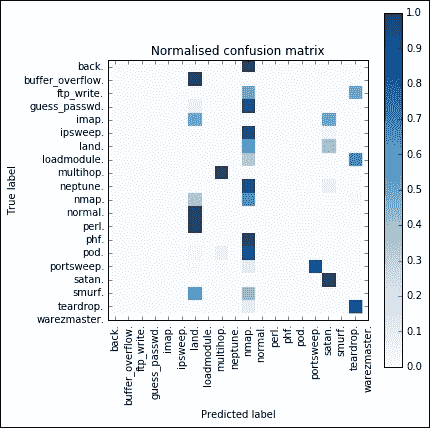 Normalised confusion matrix
True label
back.
buffer_overflow.
ftp_write.
guess_passwd.
imap.
ipsweep.
land.
loadmodule.
multihop.
neptune.
nmap.
normal.
perl.
phf.
pod.
portsweep.
satan.
smurf.
teardrop.
warezmaster.
back.
buffer_overflow.
ftp_write.
guess_passwd.
imap.
ipsweep.
land.
loadmodule.
multihop.
neptune.
nmap.
normal.
perl.
phf.
pod.
portsweep.
satan.
smurf.
teardrop.
warezmaster.
Predicted label
1.0
0.9
0.8
0.7
0.6
0.5
0.4
0.3
0.2
0.1
0.0